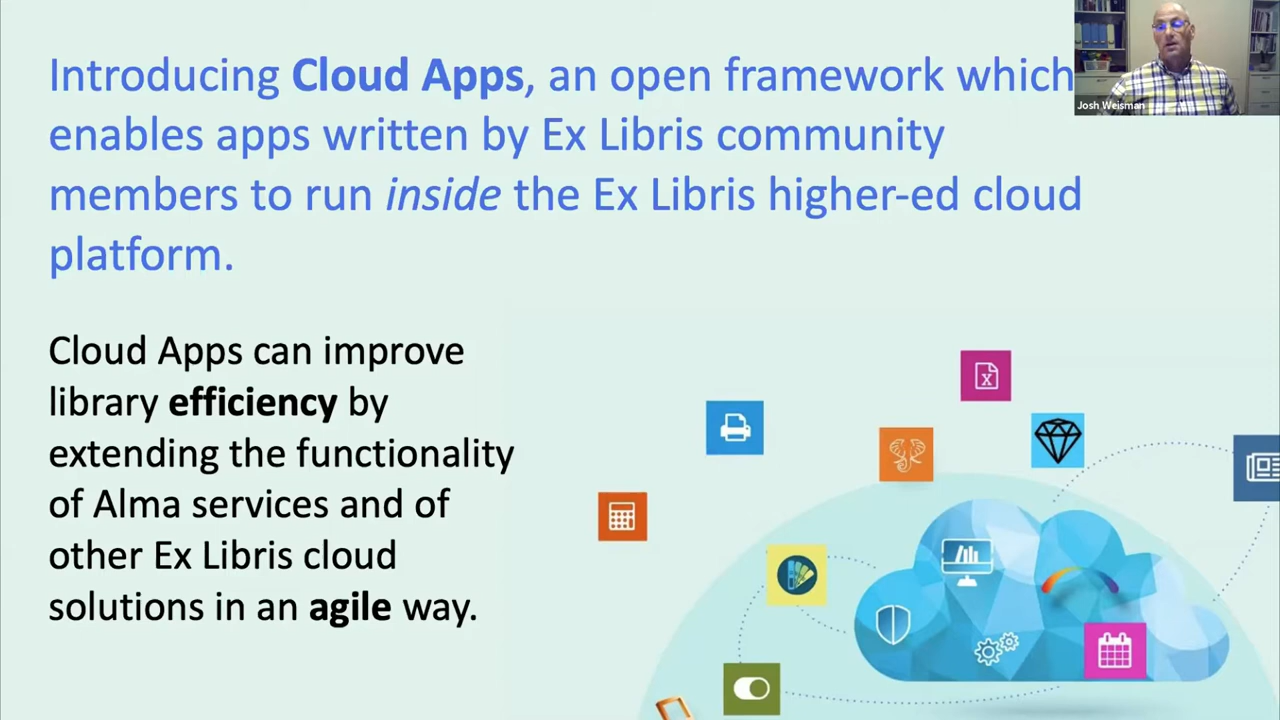 Introducing Cloud Apps, an open framework which
enables apps written by Ex Libris community
members to run inside the Ex Libris higher-ed cloud
platform.
Josh Weisman
Cloud Apps can improve
library efficiency by
extending the functionality
of Alma services and of
other Ex Libris cloud
solutions in an agile way.
X